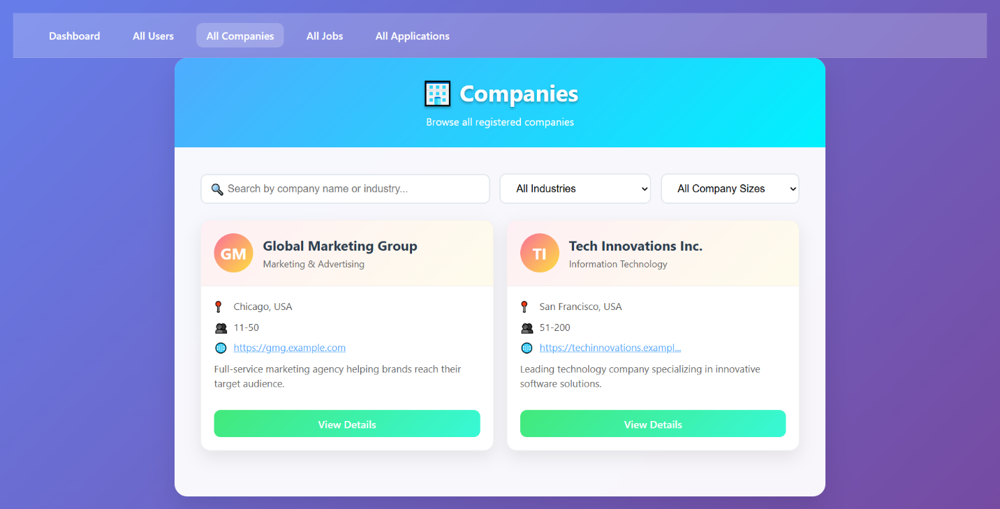 Dashboard All Users All Companies All Jobs All Applications
Companies
Browse all registered companies
Search by company name or industry... All Industries All Company Sizes
GM Global Marketing Group
Marketing & Advertising
Chicago, USA
11-50
https://gmg.example.com
Full-service marketing agency helping brands reach their
target audience.
View Details
TI Tech Innovations Inc.
Information Technology
San Francisco, USA
51-200
https://techinnovations.exampl...
Leading technology company specializing in innovative
software solutions.
View Details